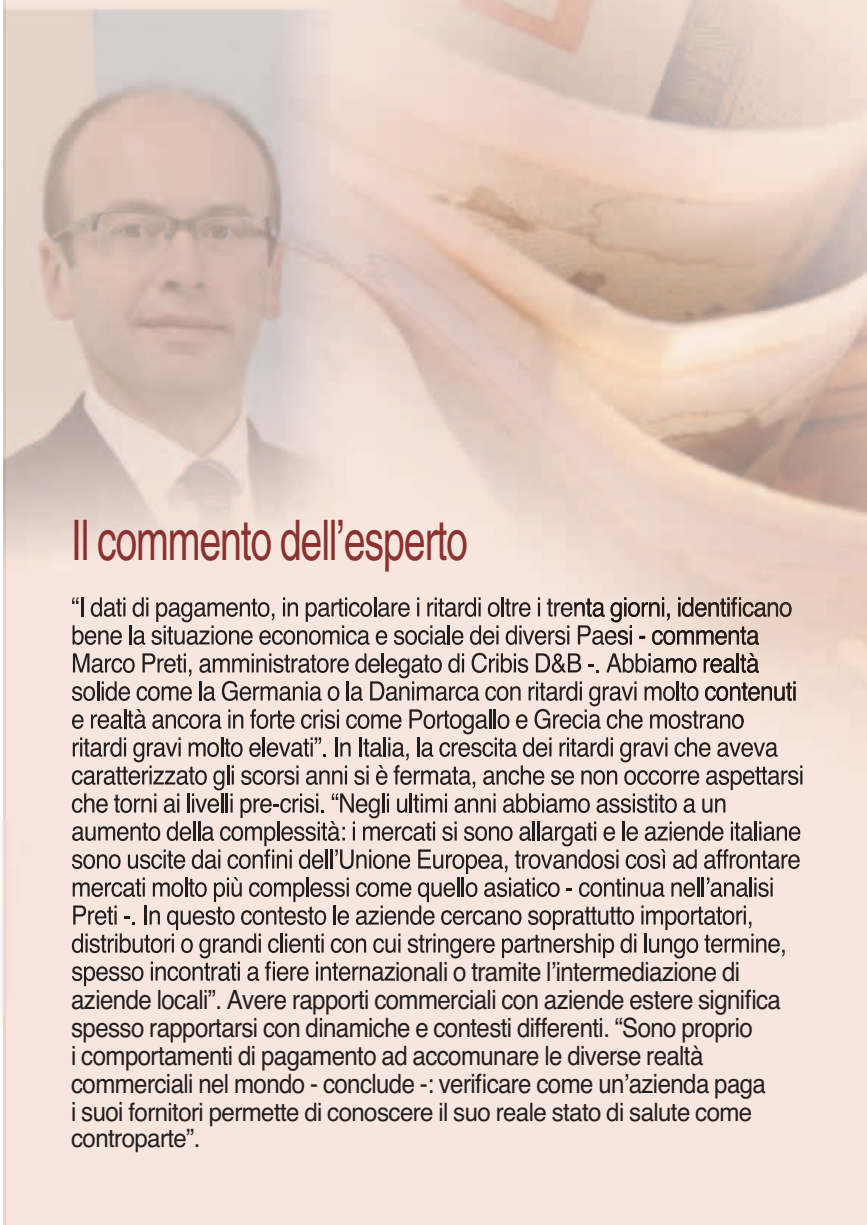 Il commento dell’esperto
“I dati di pagamento, in particolare i ritardi oltre i trenta giorni, identificano
bene la situazione economica e sociale dei diversi Paesi - commenta
Marco Preti, amministratore delegato di Cribis D&B -. Abbiamo realtà
solide come la Germania o la Danimarca con ritardi gravi molto contenuti
e realtà ancora in forte crisi come Portogallo e Grecia che mostrano
ritardi gravi molto elevati”. In Italia, la crescita dei ritardi gravi che aveva
caratterizzato gli scorsi anni si è fermata, anche se non occorre aspettarsi
che torni ai livelli pre-crisi. “Negli ultimi anni abbiamo assistito a un
aumento della complessità: i mercati si sono allargati e le aziende italiane
sono uscite dai confini dell’Unione Europea, trovandosi così ad affrontare
mercati molto più complessi come quello asiatico - continua nell’analisi
Preti -. In questo contesto le aziende cercano soprattutto importatori,
distributori o grandi clienti con cui stringere partnership di lungo termine,
spesso incontrati a fiere internazionali o tramite l’intermediazione di
aziende locali”. Avere rapporti commerciali con aziende estere significa
spesso rapportarsi con dinamiche e contesti differenti. “Sono proprio
i comportamenti di pagamento ad accomunare le diverse realtà
commerciali nel mondo - conclude -: verificare come un’azienda paga
i suoi fornitori permette di conoscere il suo reale stato di salute come
controparte”.